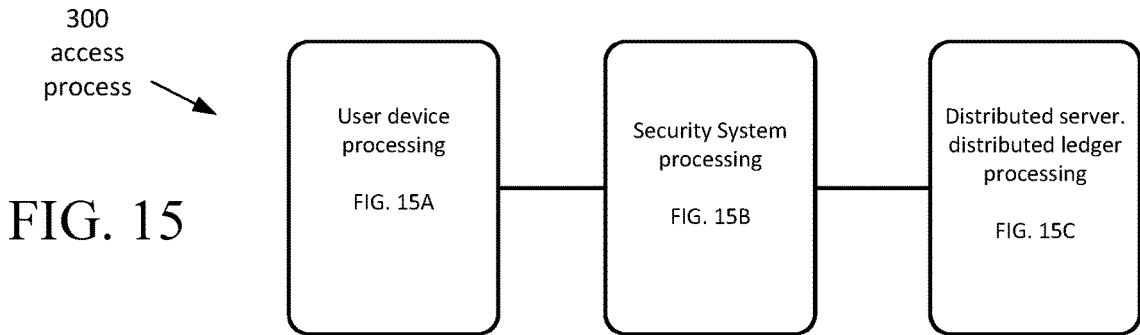 300
access
process
FIG. 15
User device
processing
FIG. 15A
Security System
processing
FIG. 15B
Distributed server.
distributed ledger
processing
FIG. 15C